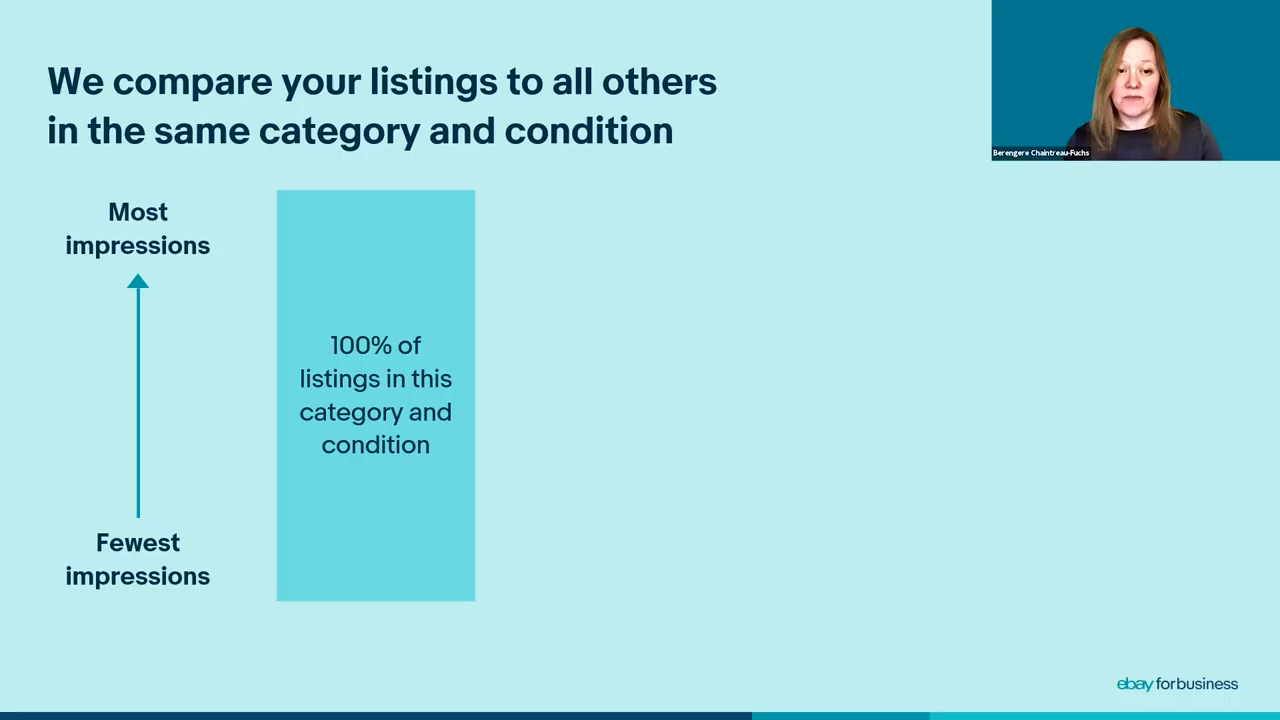 We compare your listings to all others
in the same category and condition
Berengere Chaintreau-Fuchs
Most
impressions
100% of
listings in this
category and
condition
Fewest
impressions
ebay for business